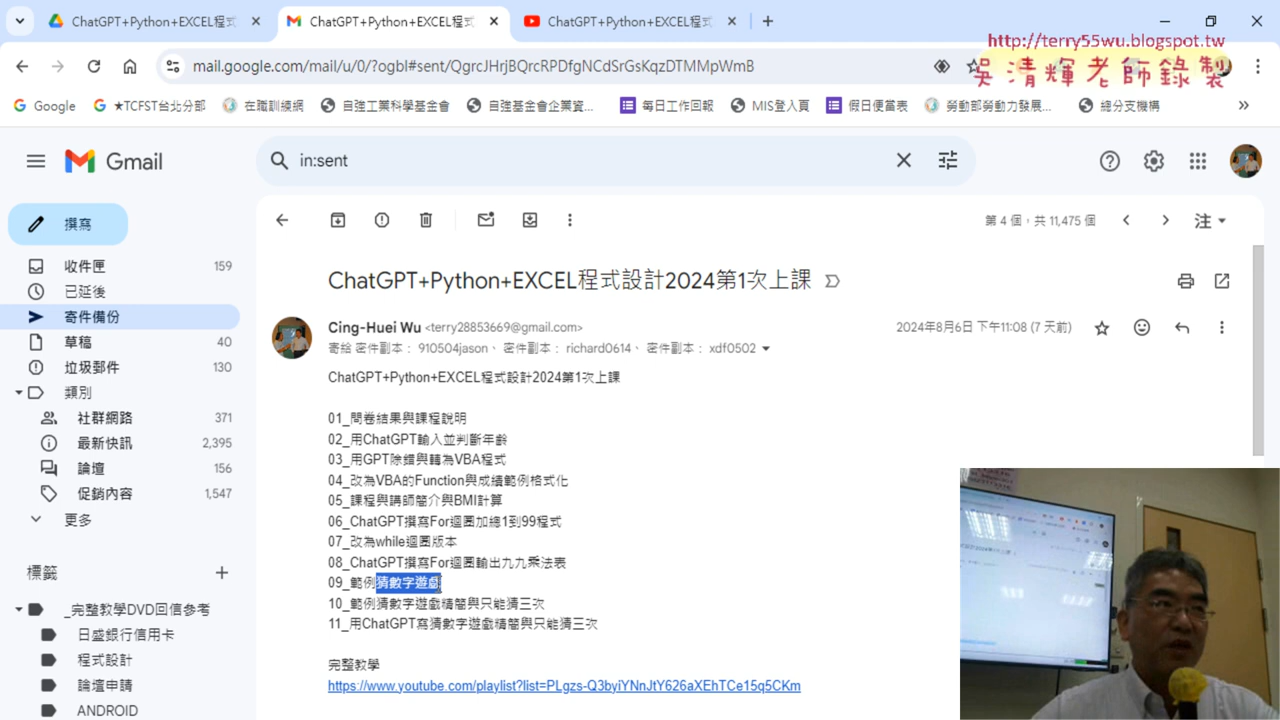 ChatGPT+Python+EXCEL程式
ChatGPT+Python+EXCEL程式
ChatGPT+Python+EXCEL程式
http://terry55wu.blogspot.tw
吳清輝老師錄製
mail.google.com/mail/u/0/?ogbl#sent/QgrcJHrjBQrcRPDfgNCdSrGsKqzDTMMpWmB
Google
★TCFST台北分部
在職訓練網
自強工業科學基金會
自強基金會企業資...
每日工作回報
MIS登入頁
假日便當表
勞動部勞動力發展...
總分支機構
Gmail
in:sent
撰寫
第 4 個，共 11,475 個
注
收件匣 159
已延後
寄件備份
草稿 40
垃圾郵件 130
類別
社群網路 371
最新快訊 2,395
論壇 156
促銷內容 1,547
更多
標籤
_完整教學DVD回信參考
日盛銀行信用卡
程式設計
論壇申請
ANDROID
ChatGPT+Python+EXCEL程式設計2024第1次上課
Cing-Huei Wu <terry28853669@gmail.com>
2024年8月6日 下午11:08 (7 天前)
寄給 密件副本： 910504jason、 密件副本： richard0614、 密件副本： xdf0502
ChatGPT+Python+EXCEL程式設計2024第1次上課
01_問卷結果與課程說明
02_用ChatGPT輸入並判斷年齡
03_用GPT除錯與轉為VBA程式
04_改為VBA的Function與成績範例格式化
05_課程與講師簡介與BMI計算
06_ChatGPT撰寫For迴圈加總1到99程式
07_改為while迴圈版本
08_ChatGPT撰寫For迴圈輸出九九乘法表
09_範例猜數字遊戲
10_範例猜數字遊戲精簡與只能猜三次
11_用ChatGPT寫猜數字遊戲精簡與只能猜三次
完整教學
https://www.youtube.com/playlist?list=PLgzs-Q3byiYNnJtY626aXEhTCe15q5CKm